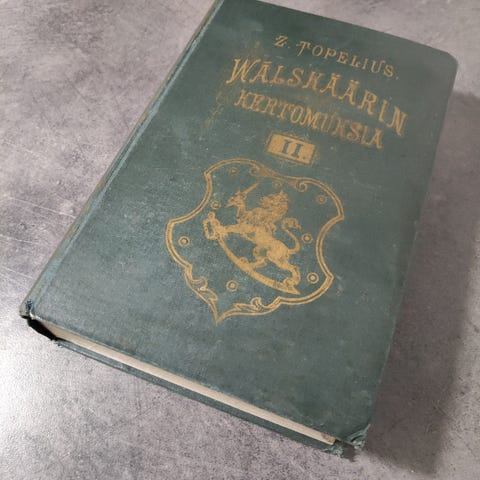 Z. TOPELIUS.
WÄLSKÄÄRIN
KERTOMUKSIA
II.